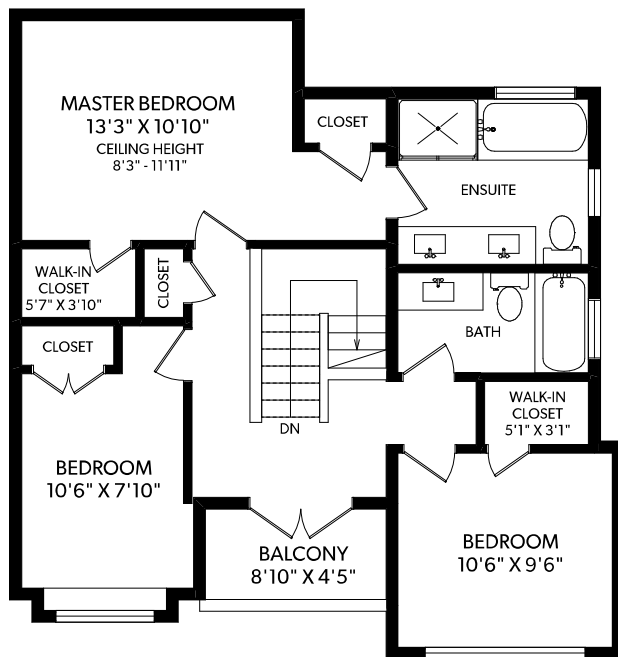 MASTER BEDROOM
13'3" X 10'10"
CEILING HEIGHT
8'3" - 11'11"
CLOSET
ENSUITE
WALK-IN
CLOSET
5'7" X 3'10"
CLOSET
CLOSET
BATH
WALK-IN
CLOSET
5'1" X 3'1"
DN
BEDROOM
10'6" X 7'10"
BALCONY
8'10" X 4'5"
BEDROOM
10'6" X 9'6"